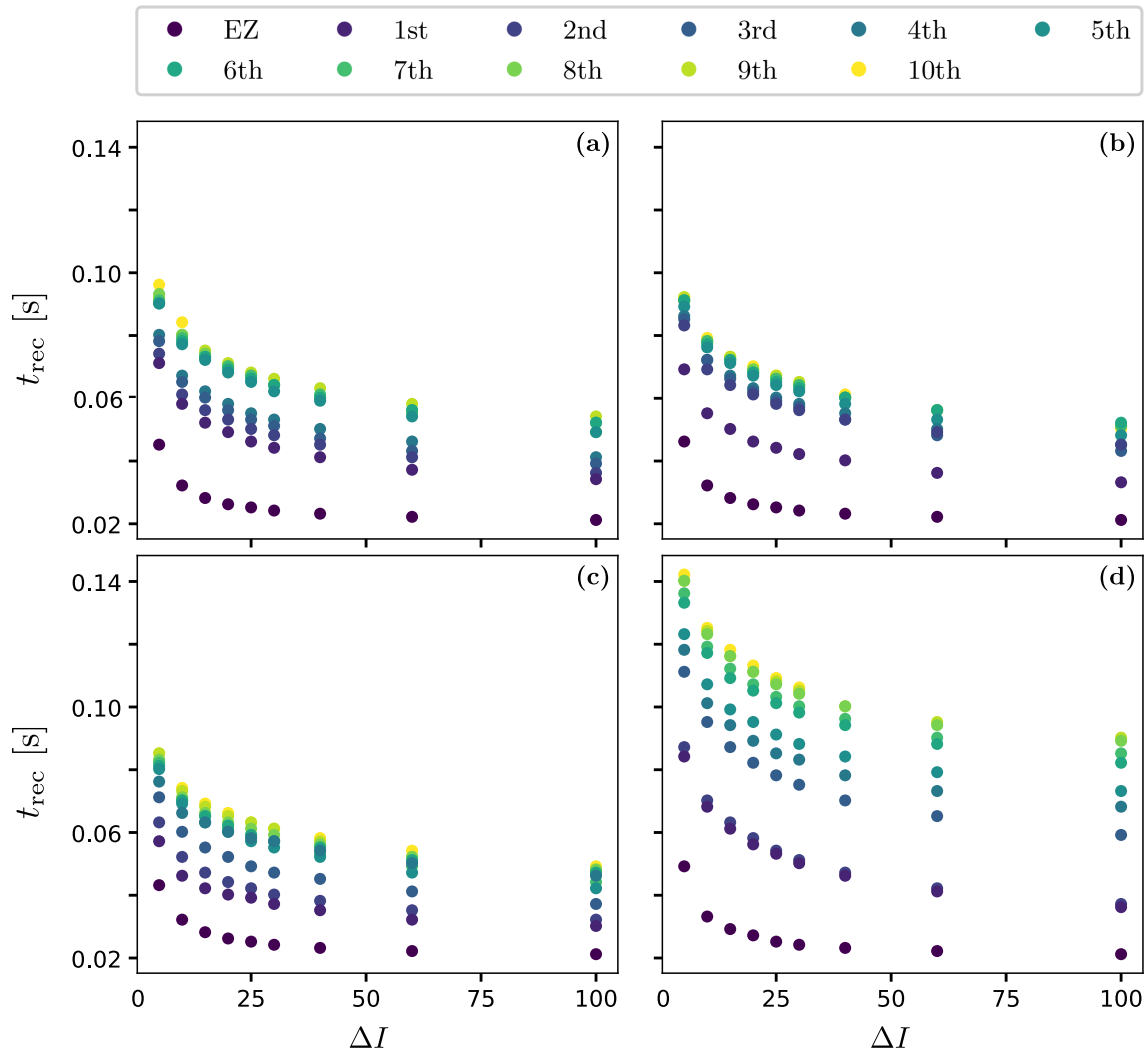 EZ 1st 2nd 3rd 4th 5th
6th 7th 8th 9th 10th
(a) (b)
0.14
0.10
0.06
0.02
t_rec [s]
(c) (d)
0.14
0.10
0.06
0.02
t_rec [s]
0 25 50 75 100 0 25 50 75 100
ΔI ΔI